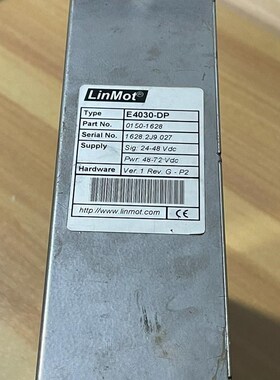 LinMot®
Type E4030-DP
Part No. 0150-1628
Serial No. 1628.2J9.027
Supply Sig: 24-48 Vdc
Pwr: 48-72 Vdc
Hardware Ver. 1 Rev. G - P2
http://www.linmot.com CE